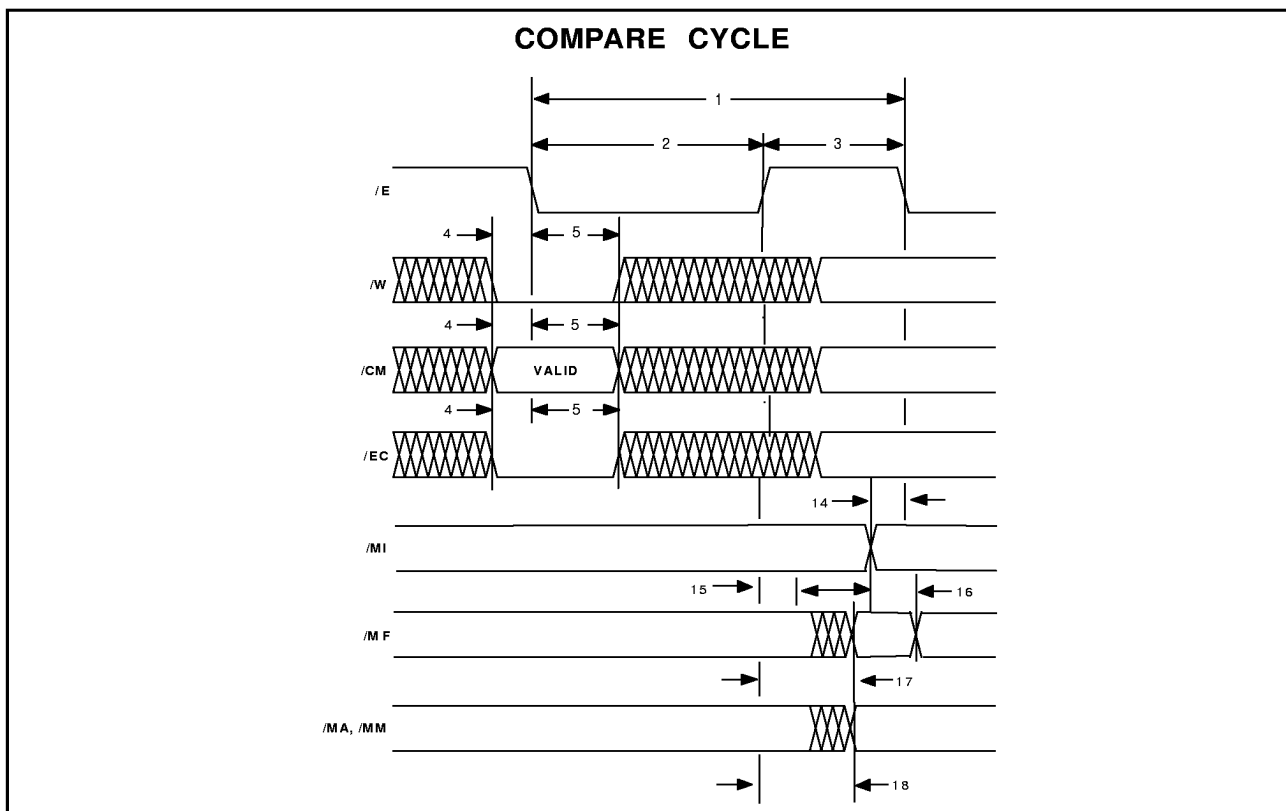 COMPARE CYCLE
1
2 3
/E
4 5
/W
4 5
/CM VALID
4 5
/EC
14
/MI
15 16
/MF
17
/MA, /MM
18